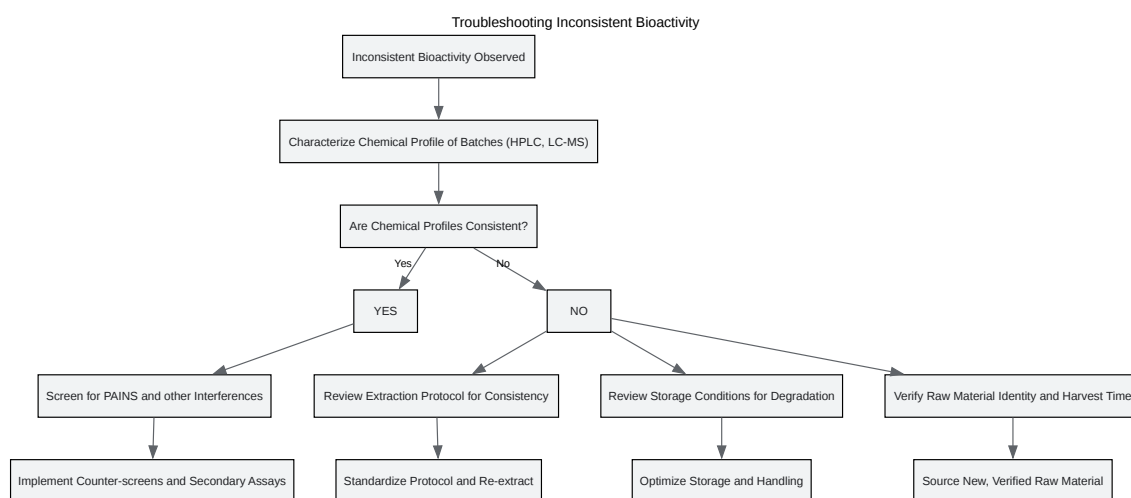 Troubleshooting Inconsistent Bioactivity
Inconsistent Bioactivity Observed
Characterize Chemical Profile of Batches (HPLC, LC-MS)
Are Chemical Profiles Consistent?
Yes
No
YES
NO
Screen for PAINS and other Interferences
Review Extraction Protocol for Consistency
Review Storage Conditions for Degradation
Verify Raw Material Identity and Harvest Time
Implement Counter-screens and Secondary Assays
Standardize Protocol and Re-extract
Optimize Storage and Handling
Source New, Verified Raw Material